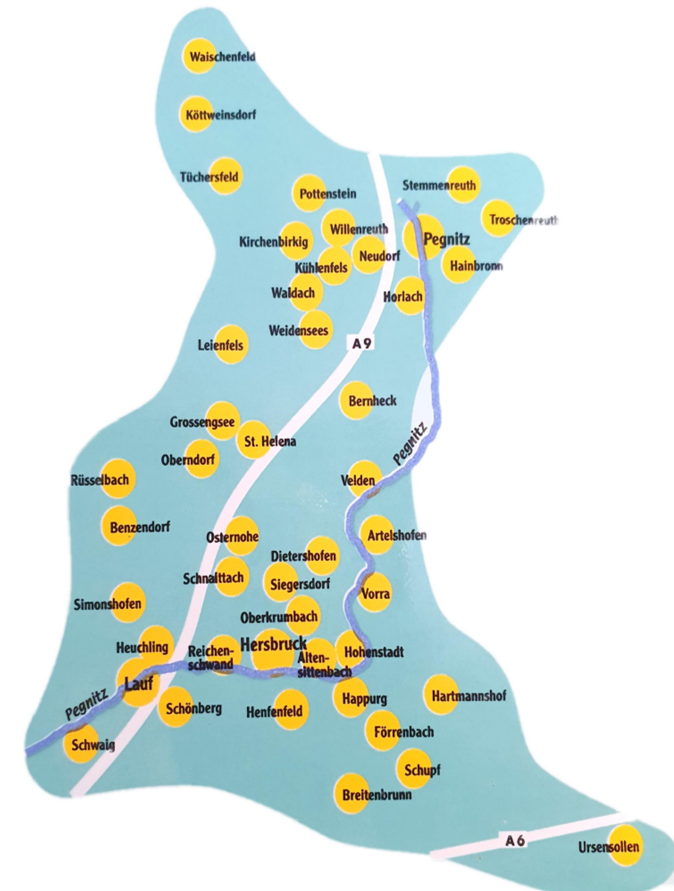 Waischenfeld
Köttweinsdorf
Tüchersfeld
Pottenstein
Stemmenreuth
Troschenreuth
Willenreuth
Kirchenbirkig
Pegnitz
Neudorf
Kühlenfels
Hainbronn
Waldach
Horlach
Weidensees
Leienfels
A9
Bernheck
Grossengsee
St. Helena
Pegnitz
Oberndorf
Rüsselbach
Velden
Benzendorf
Osternohe
Artelshofen
Dietershofen
Schnaittach
Siegersdorf
Vorra
Simonshofen
Oberkrumbach
Heuchling
Hersbruck
Reichen-
schwand
Hohenstadt
Alten-
sittenbach
Lauf
Hartmannshof
Happurg
Pegnitz
Schönberg
Henfenfeld
Förrenbach
Schwaig
Schupf
Breitenbrunn
A6
Ursensollen